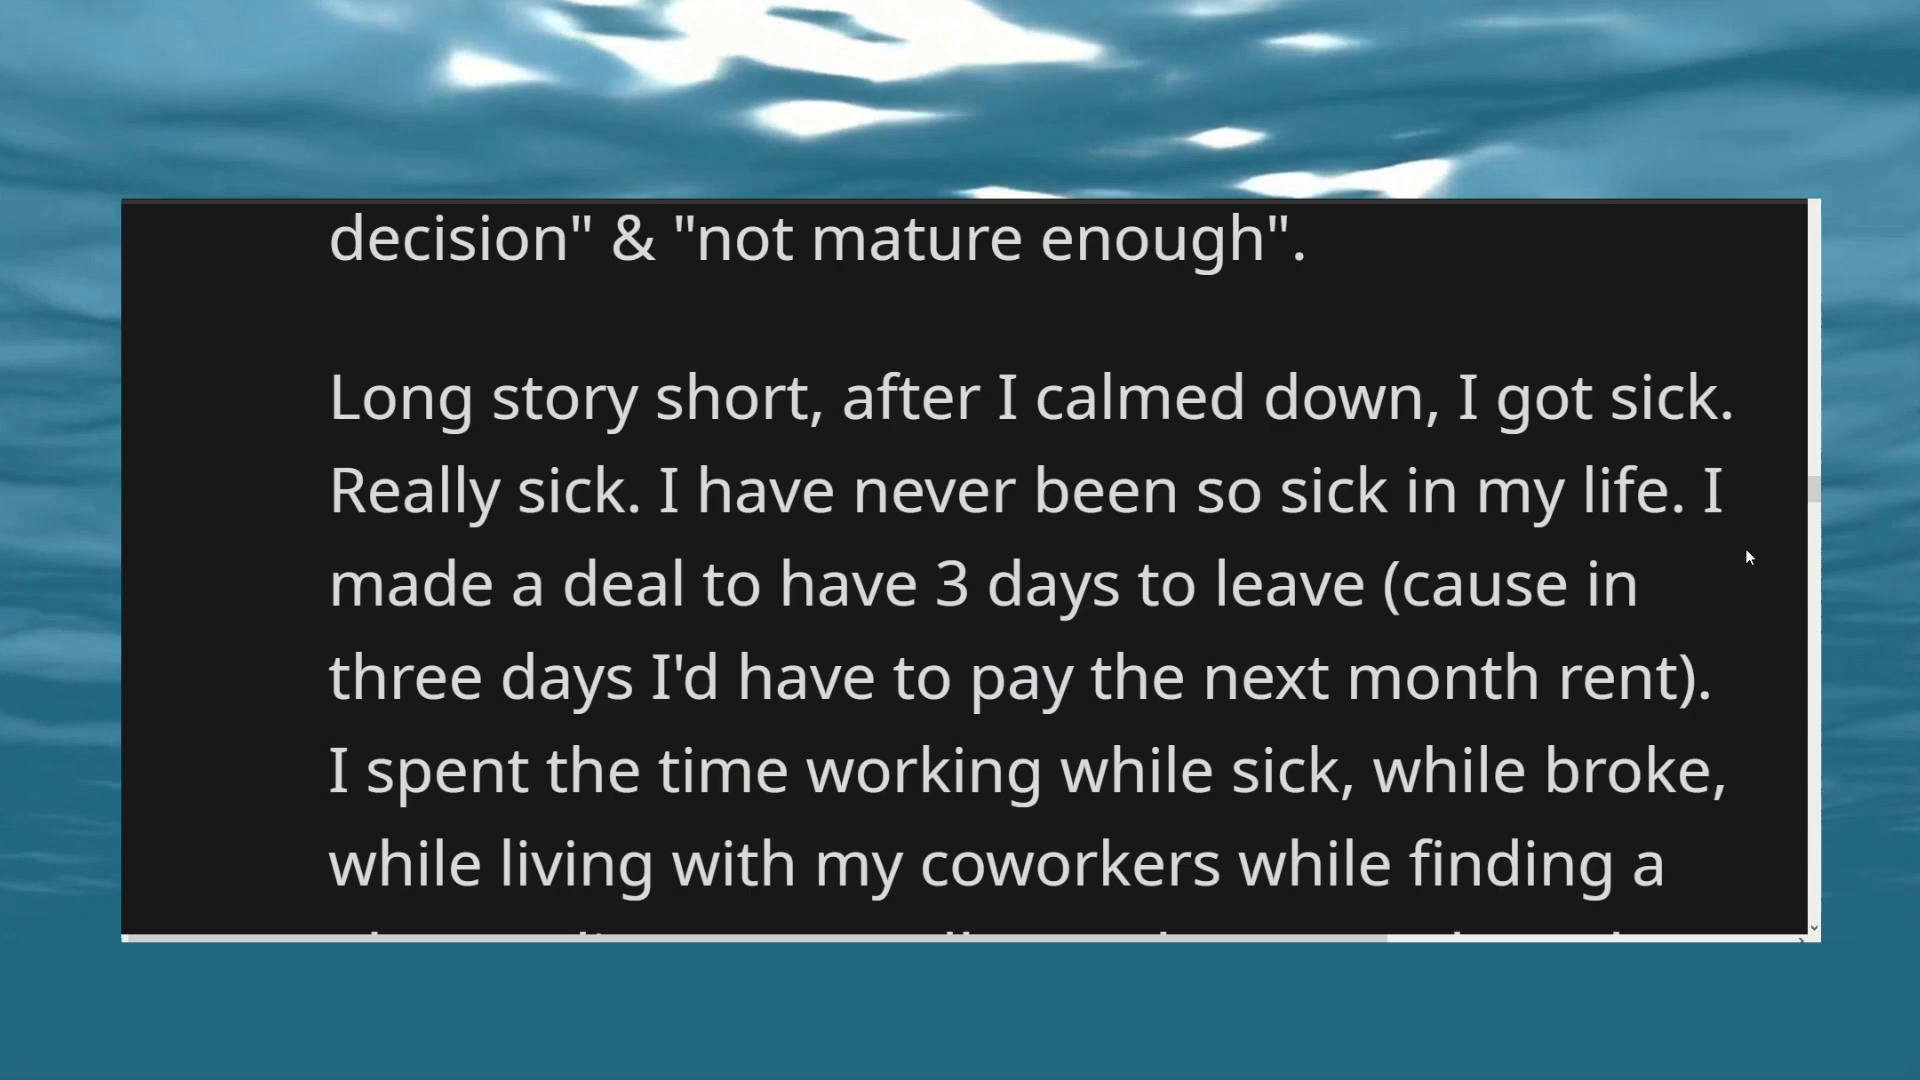 decision" & "not mature enough".
Long story short, after I calmed down, I got sick.
Really sick. I have never been so sick in my life. I
made a deal to have 3 days to leave (cause in
three days I'd have to pay the next month rent).
I spent the time working while sick, while broke,
while living with my coworkers while finding a